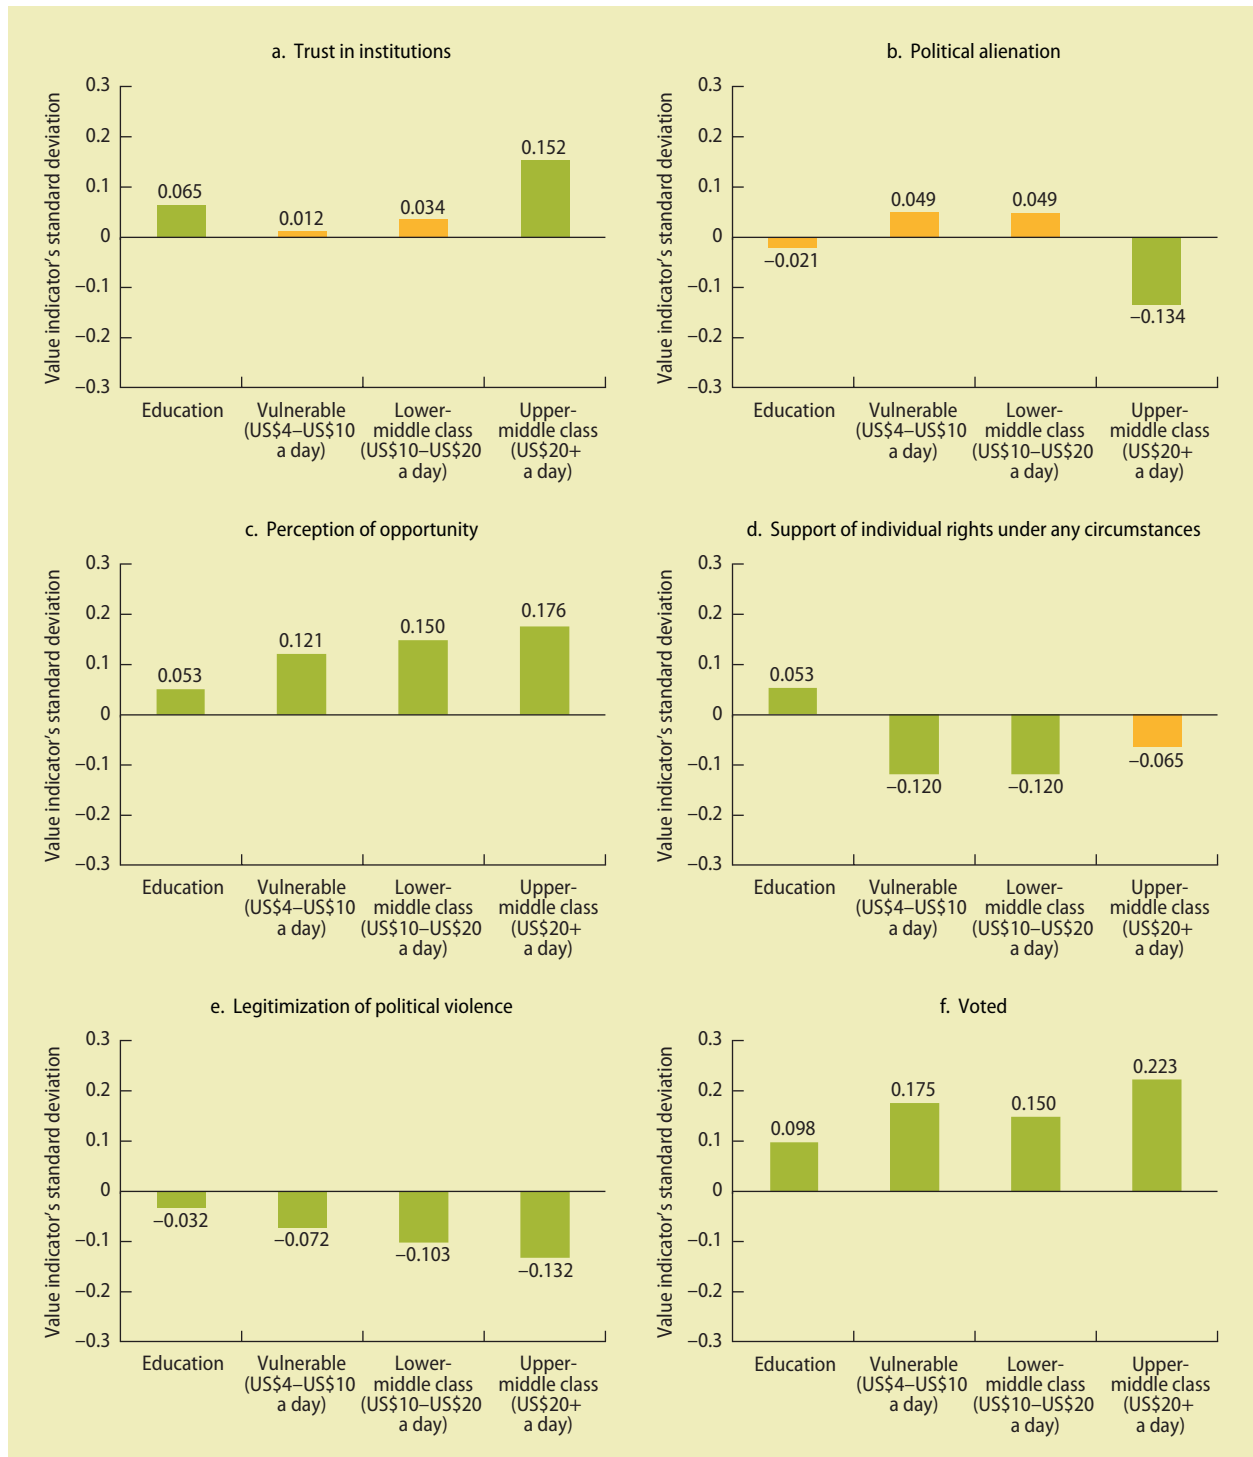 a. Trust in institutions
Value indicator's standard deviation
0.3
0.2
0.1
0
–0.1
–0.2
–0.3
0.065
0.012
0.034
0.152
Education
Vulnerable
(US$4–US$10
a day)
Lower-
middle class
(US$10–US$20
a day)
Upper-
middle class
(US$20+
a day)
b. Political alienation
Value indicator's standard deviation
0.3
0.2
0.1
0
–0.1
–0.2
–0.3
–0.021
0.049
0.049
–0.134
Education
Vulnerable
(US$4–US$10
a day)
Lower-
middle class
(US$10–US$20
a day)
Upper-
middle class
(US$20+
a day)
c. Perception of opportunity
Value indicator's standard deviation
0.3
0.2
0.1
0
–0.1
–0.2
–0.3
0.053
0.121
0.150
0.176
Education
Vulnerable
(US$4–US$10
a day)
Lower-
middle class
(US$10–US$20
a day)
Upper-
middle class
(US$20+
a day)
d. Support of individual rights under any circumstances
Value indicator's standard deviation
0.3
0.2
0.1
0
–0.1
–0.2
–0.3
0.053
–0.120
–0.120
–0.065
Education
Vulnerable
(US$4–US$10
a day)
Lower-
middle class
(US$10–US$20
a day)
Upper-
middle class
(US$20+
a day)
e. Legitimization of political violence
Value indicator's standard deviation
0.3
0.2
0.1
0
–0.1
–0.2
–0.3
–0.032
–0.072
–0.103
–0.132
Education
Vulnerable
(US$4–US$10
a day)
Lower-
middle class
(US$10–US$20
a day)
Upper-
middle class
(US$20+
a day)
f. Voted
Value indicator's standard deviation
0.3
0.2
0.1
0
–0.1
–0.2
–0.3
0.098
0.175
0.150
0.223
Education
Vulnerable
(US$4–US$10
a day)
Lower-
middle class
(US$10–US$20
a day)
Upper-
middle class
(US$20+
a day)